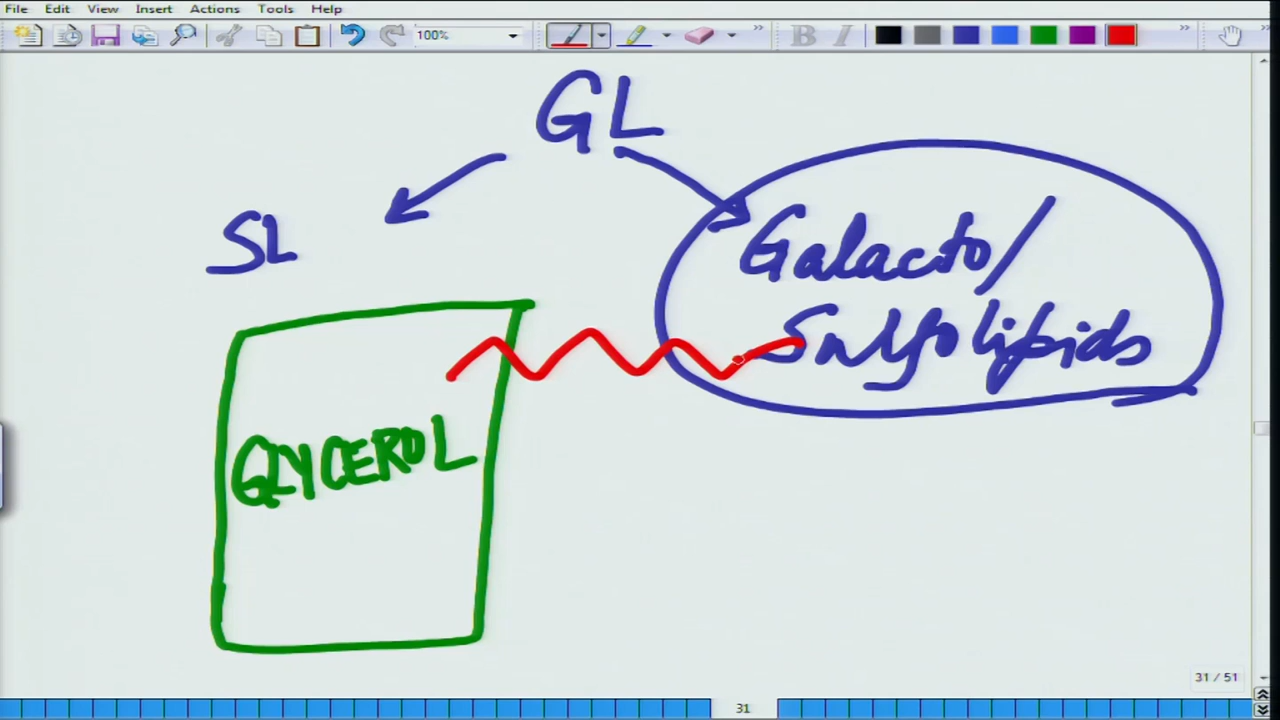 File Edit View Insert Actions Tools Help
100% B I
GL
SL
Galacto/
Sulfolipids
GLYCEROL
31 / 51
31